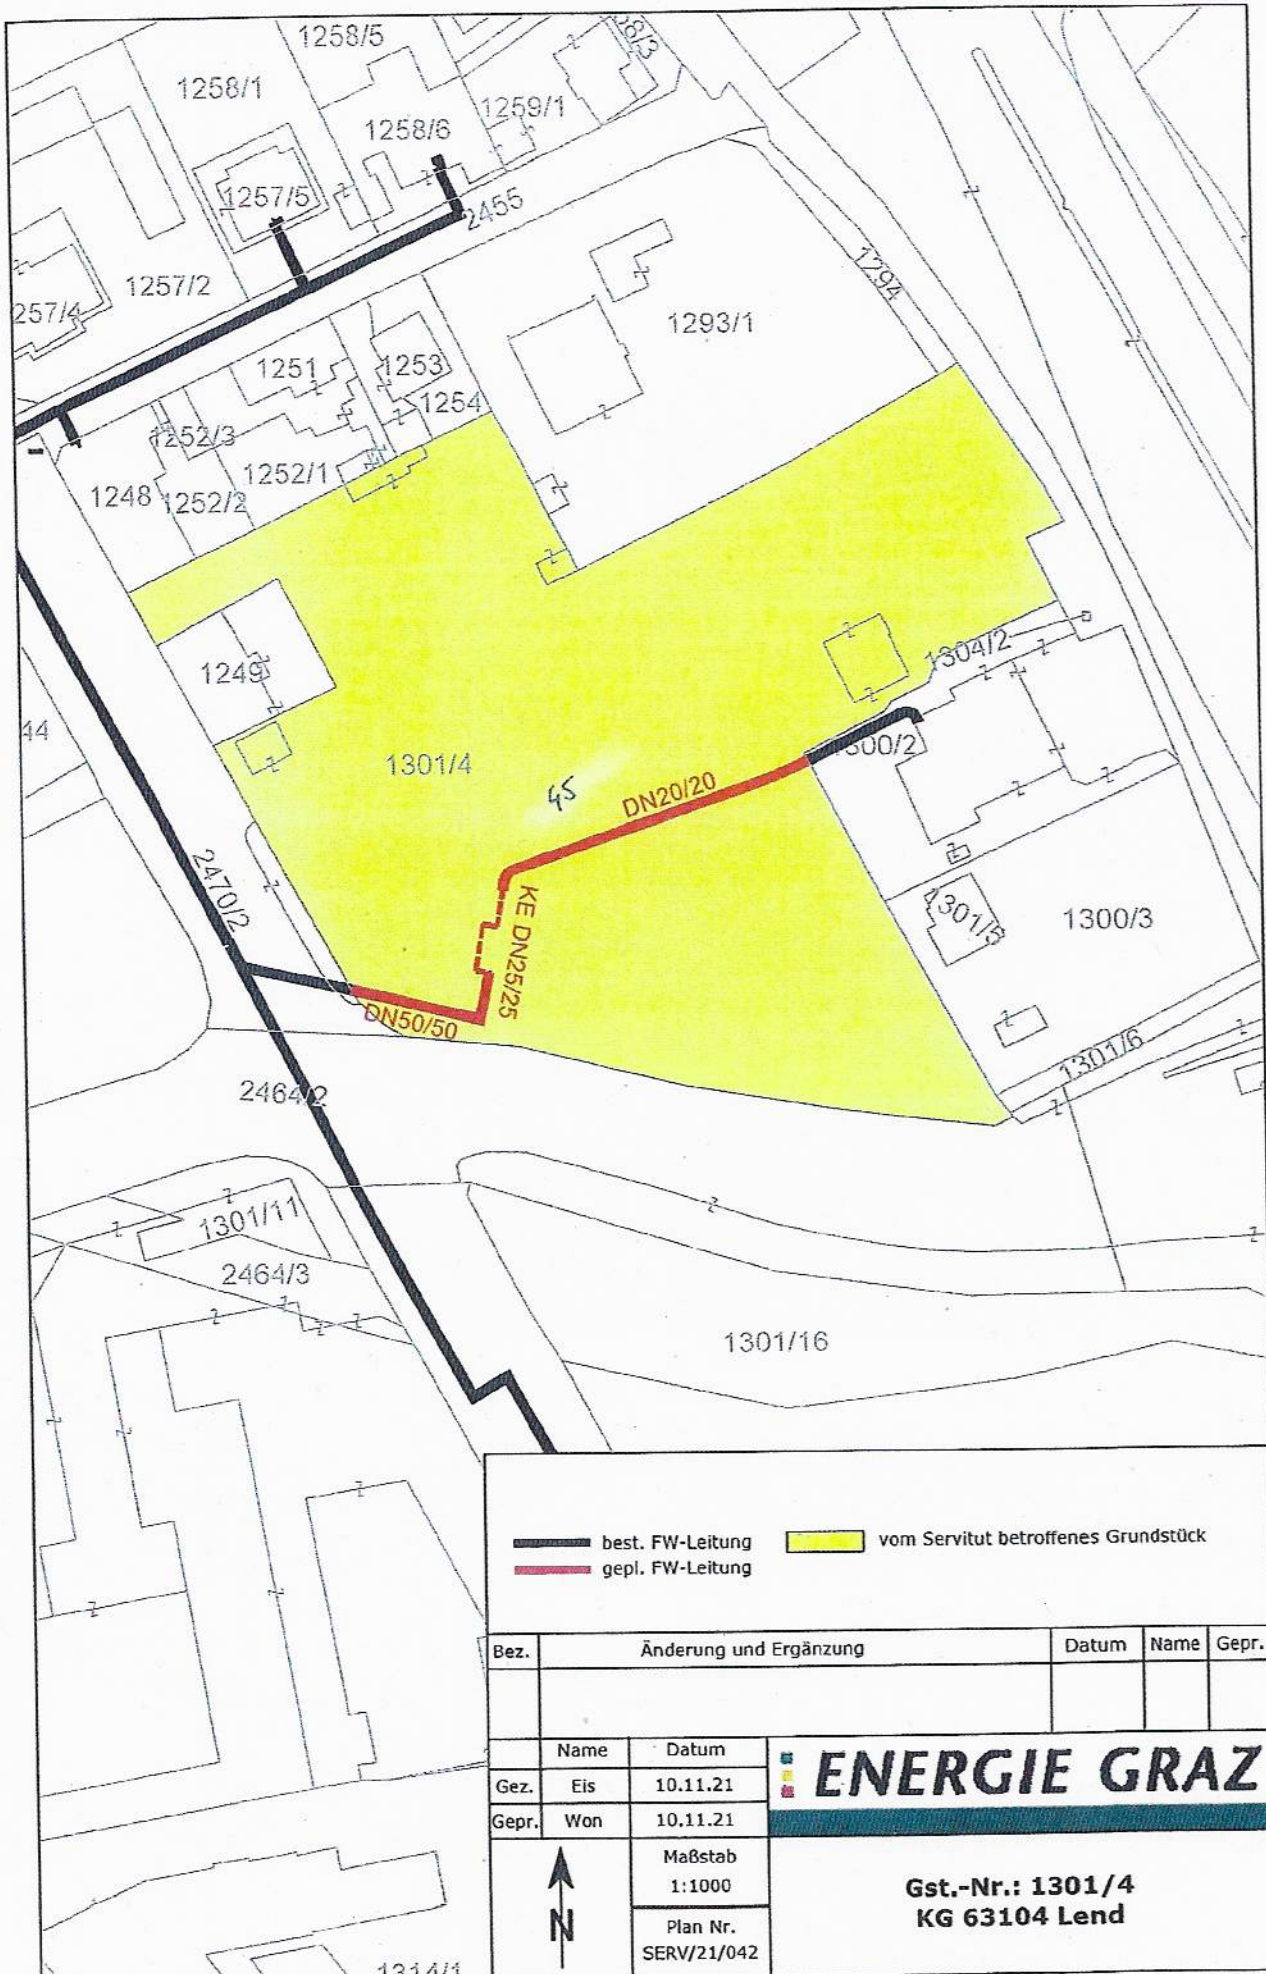 1258/5
1258/1
1259/1
1258/6
1257/5
2455
1257/2
257/4
1294
1293/1
1251
1253
1254
1252/3
1252/1
1248
1252/2
1249
1304/2
44
1301/4
1300/2
45
DN20/20
2470/2
KE DN25/25
1301/5
1300/3
DN50/50
1301/6
2464/2
1301/11
2464/3
1301/16
best. FW-Leitung
vom Servitut betroffenes Grundstück
gepl. FW-Leitung
Bez. Änderung und Ergänzung Datum Name Gepr.
Name Datum
ENERGIE GRAZ
Gez. Eis 10.11.21
Gepr. Won 10.11.21
Maßstab
1:1000
Gst.-Nr.: 1301/4
KG 63104 Lend
N
Plan Nr.
SERV/21/042
1314/1